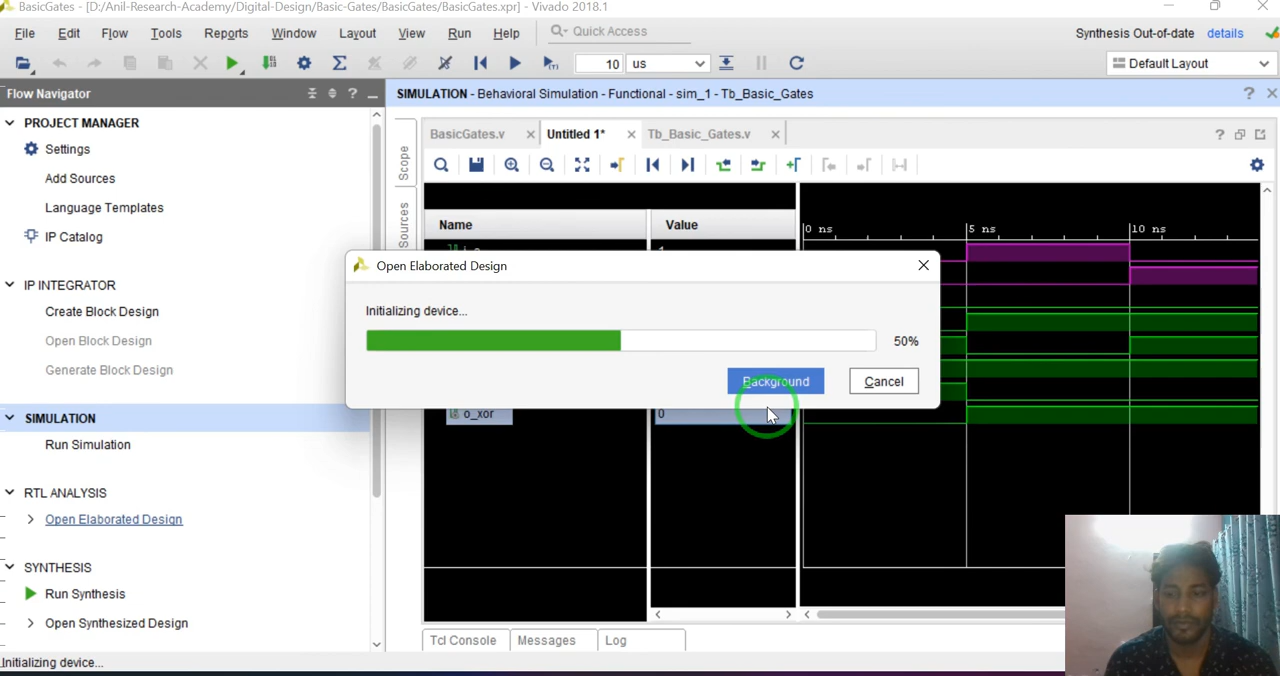 BasicGates - [D:/Anil-Research-Academy/Digital-Design/Basic-Gates/BasicGates/BasicGates.xpr] - Vivado 2018.1
File Edit Flow Tools Reports Window Layout View Run Help Quick Access Synthesis Out-of-date details
10 us Default Layout
Flow Navigator SIMULATION - Behavioral Simulation - Functional - sim_1 - Tb_Basic_Gates
PROJECT MANAGER
Settings
Add Sources
Language Templates
IP Catalog
IP INTEGRATOR
Create Block Design
Open Block Design
Generate Block Design
SIMULATION
Run Simulation
RTL ANALYSIS
Open Elaborated Design
SYNTHESIS
Run Synthesis
Open Synthesized Design
Scope
Sources
BasicGates.v Untitled 1* Tb_Basic_Gates.v
Name Value
0 ns 5 ns 10 ns
Open Elaborated Design
Initializing device...
50%
Background Cancel
o_xor 0
Tcl Console Messages Log
Initializing device...